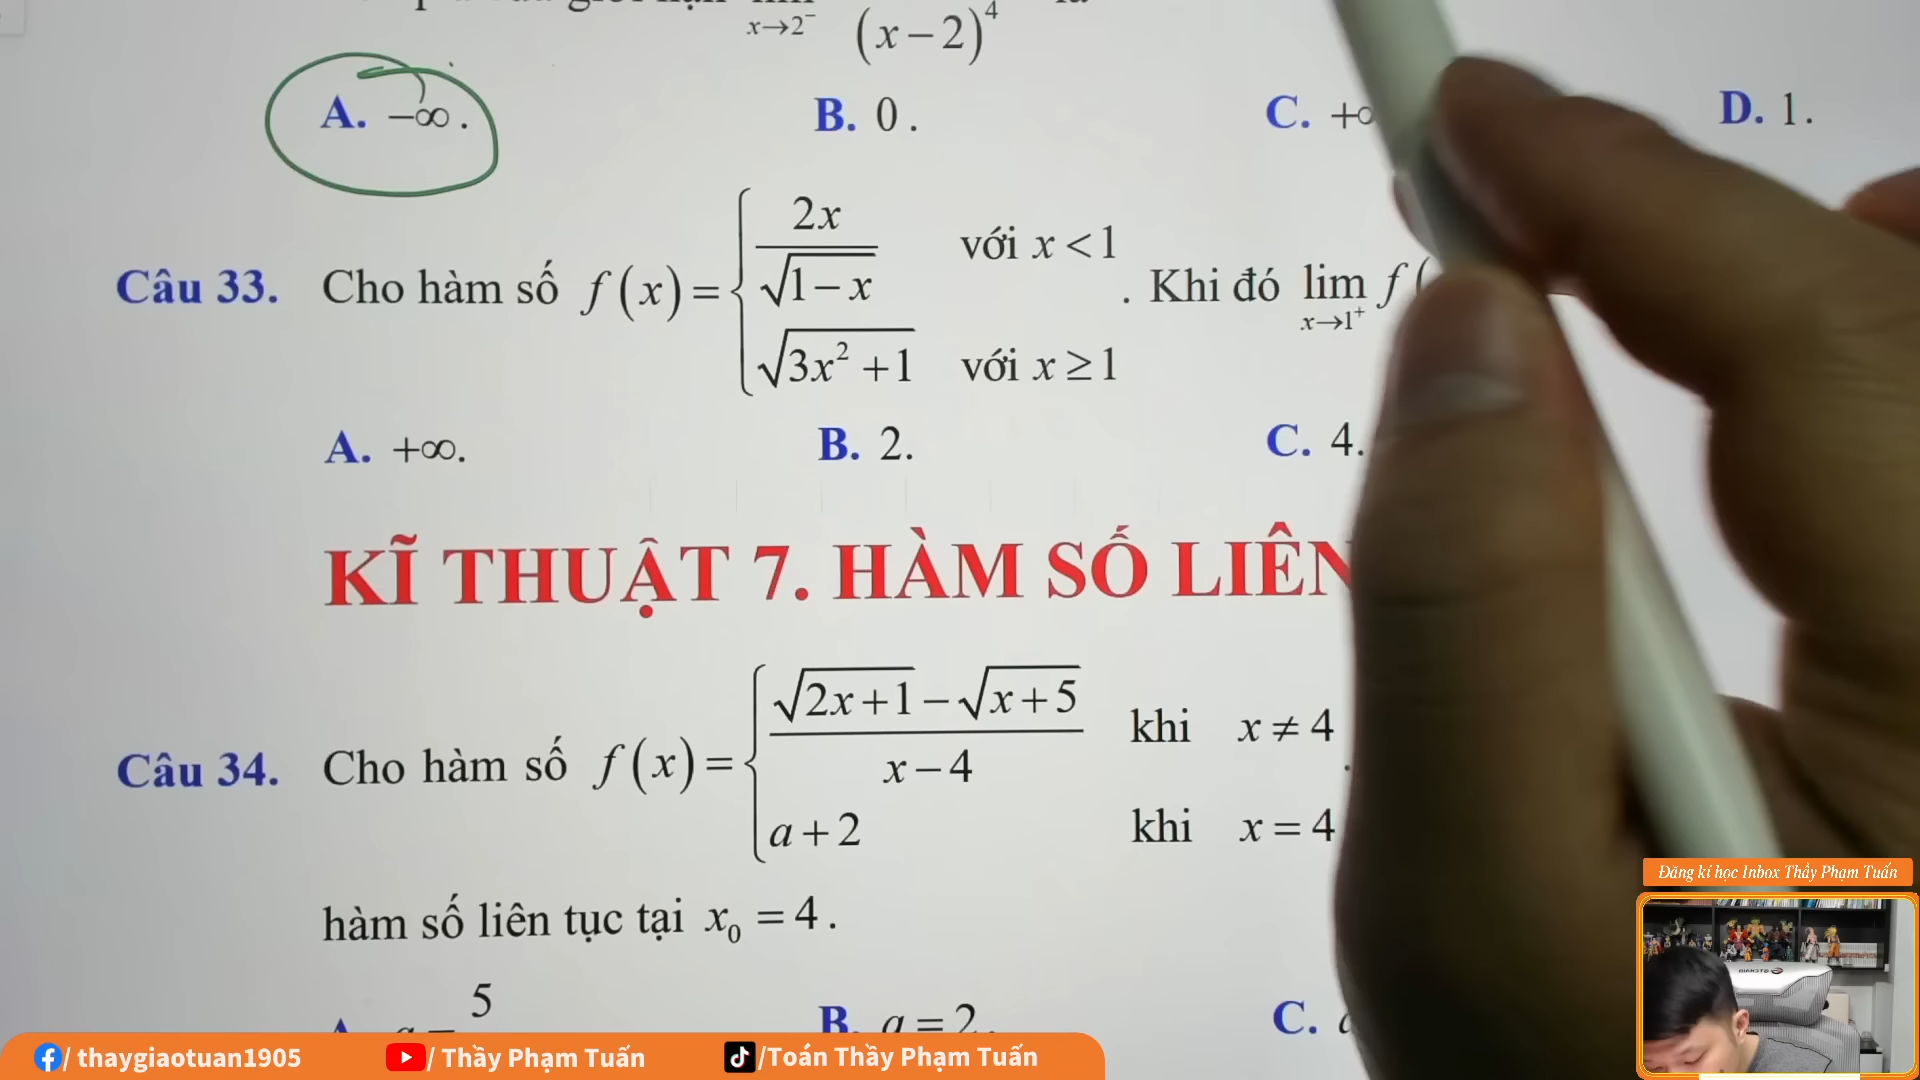 x→2⁻ (x−2)⁴
A. −∞. B. 0. C. D. 1.
Câu 33. Cho hàm số f(x) = { 2x/√(1−x) với x < 1
√(3x²+1) với x ≥ 1 . Khi đó lim x→1⁺ f(
A. +∞. B. 2. C. 4.
KĨ THUẬT 7. HÀM SỐ
Câu 34. Cho hàm số f(x) = { (√(2x+1) − √(x+5))/(x−4) khi x ≠ 4
a+2 khi x = 4 .
hàm số liên tục tại x₀ = 4.
5
B. a = 2. C.
Đăng kí học Inbox Thầy Phạm Tuấn
/ thaygiaotuan1905 / Thầy Phạm Tuấn /Toán Thầy Phạm Tuấn